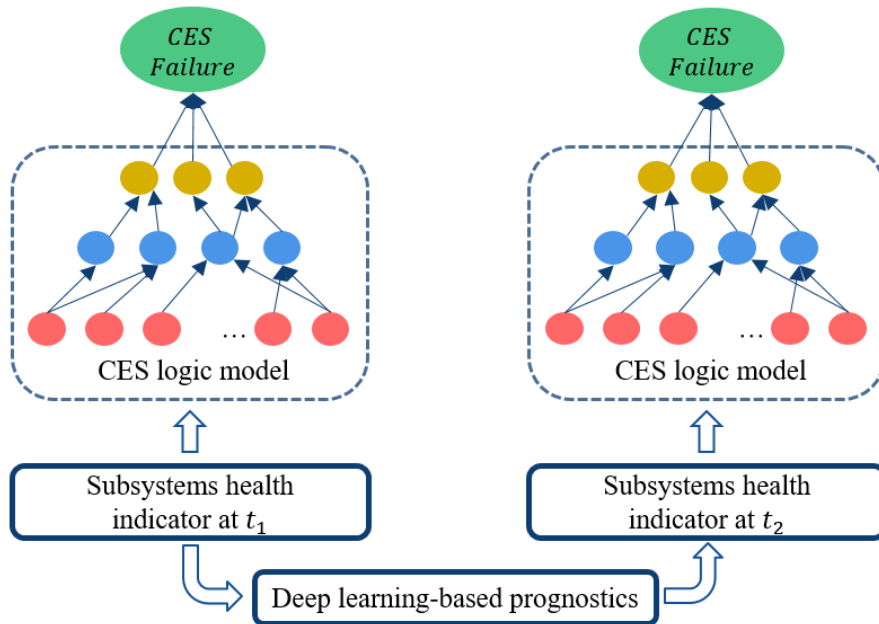 CES
Failure
CES
Failure
...
CES logic model
...
CES logic model
Subsystems health
indicator at t₁
Subsystems health
indicator at t₂
Deep learning-based prognostics